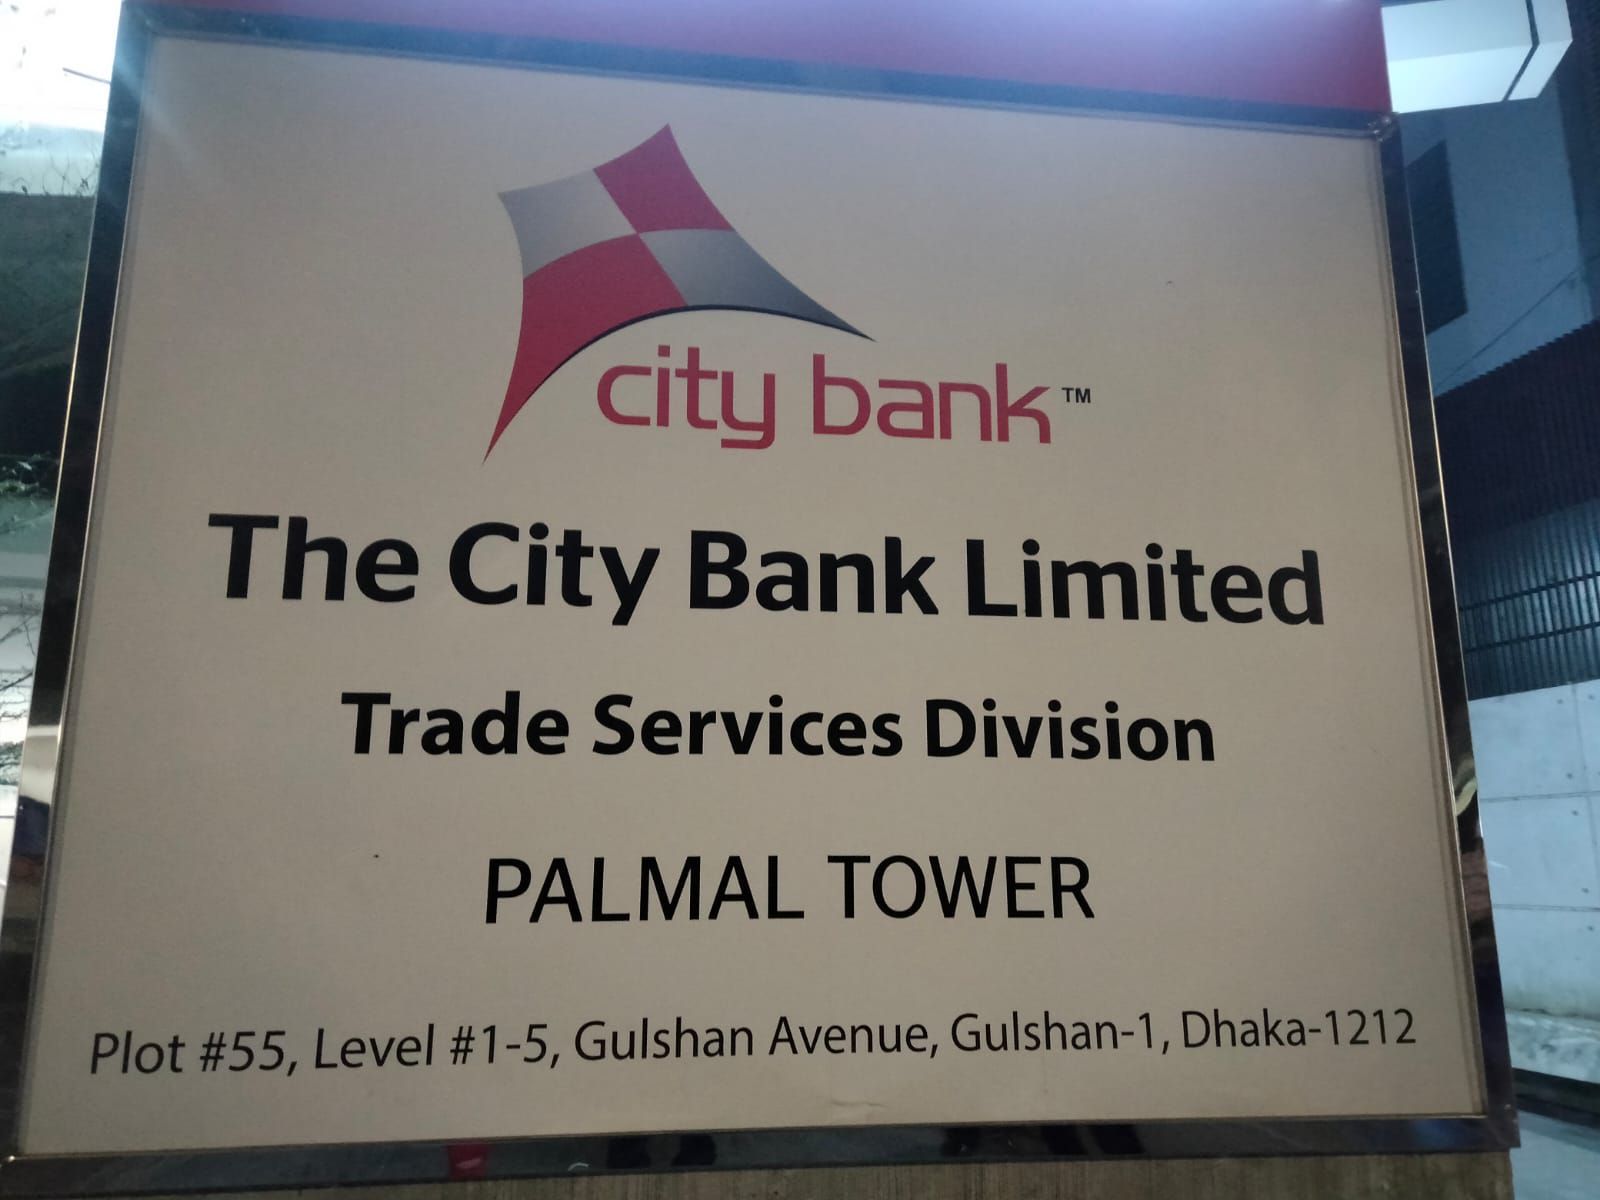 city bank™
The City Bank Limited
Trade Services Division
PALMAL TOWER
Plot #55, Level #1-5, Gulshan Avenue, Gulshan-1, Dhaka-1212